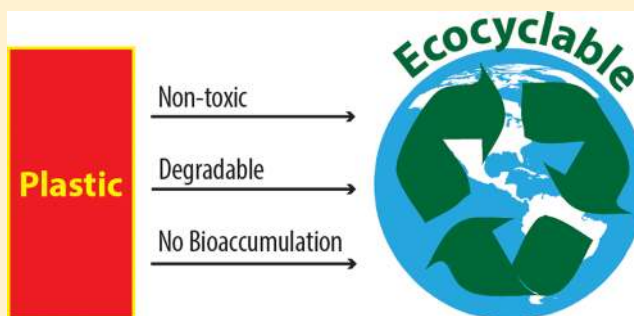 Ecocyclable
Non-toxic
Plastic
Degradable
No Bioaccumulation